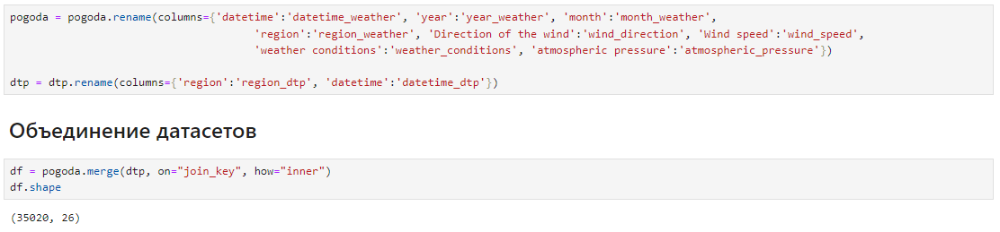 pogoda = pogoda.rename(columns={'datetime':'datetime_weather', 'year':'year_weather', 'month':'month_weather',
'region':'region_weather', 'Direction of the wind':'wind_direction', 'Wind speed':'wind_speed',
'weather conditions':'weather_conditions', 'atmospheric pressure':'atmospheric_pressure'})
dtp = dtp.rename(columns={'region':'region_dtp', 'datetime':'datetime_dtp'})
Объединение датасетов
df = pogoda.merge(dtp, on="join_key", how="inner")
df.shape
(35020, 26)